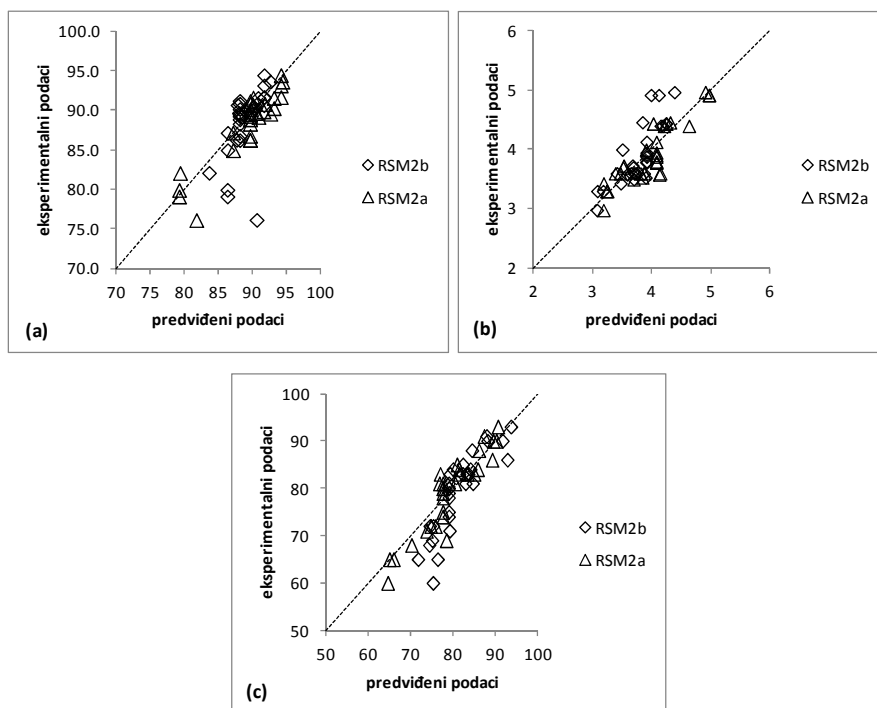 100.0
95.0
90.0
85.0
80.0
75.0
70.0
70 75 80 85 90 95 100
eksperimentalni podaci
predviđeni podaci
RSM2b
RSM2a
(a)
6
5
4
3
2
2 3 4 5 6
eksperimentalni podaci
predviđeni podaci
RSM2b
RSM2a
(b)
100
90
80
70
60
50
50 60 70 80 90 100
eksperimentalni podaci
predviđeni podaci
RSM2b
RSM2a
(c)